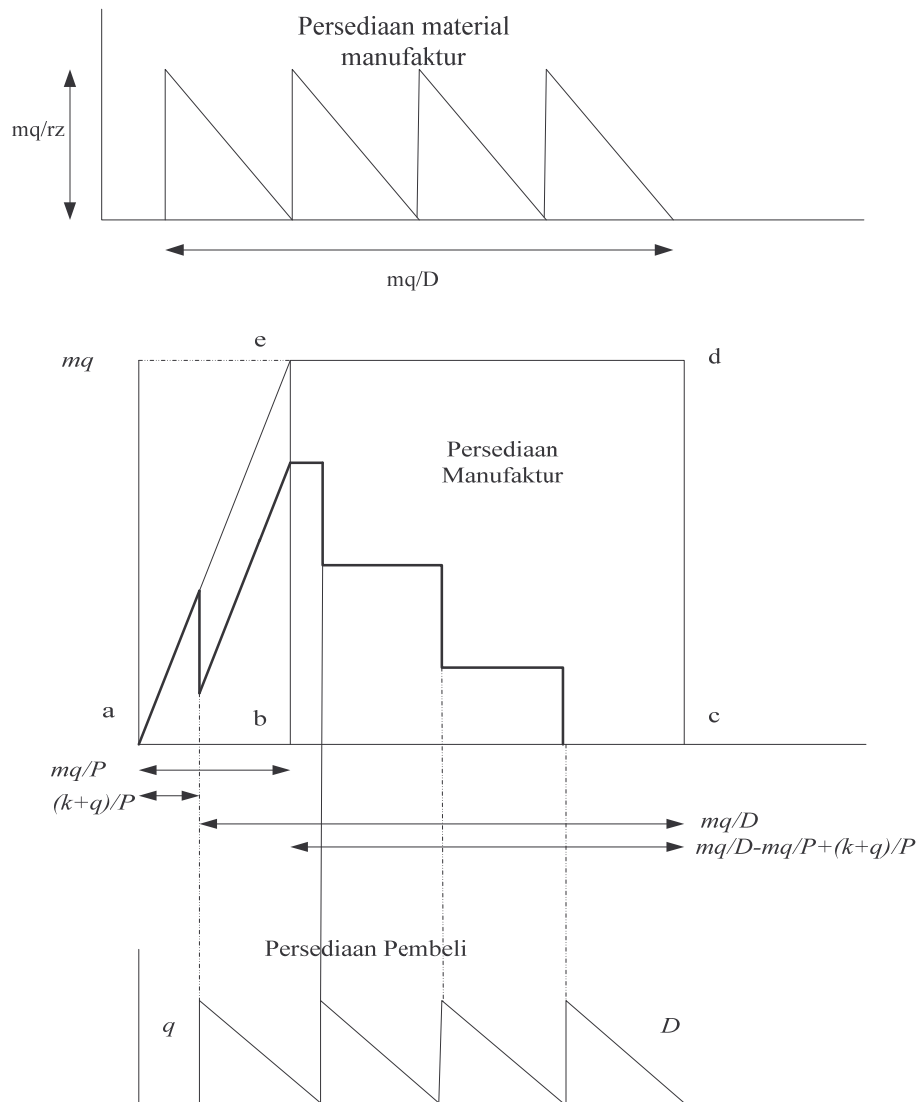 Persediaan material
manufaktur
mq/rz
mq/D
e
d
mq
Persediaan
Manufaktur
a
b
c
mq/P
(k+q)/P
mq/D
mq/D-mq/P+(k+q)/P
Persediaan Pembeli
q
D